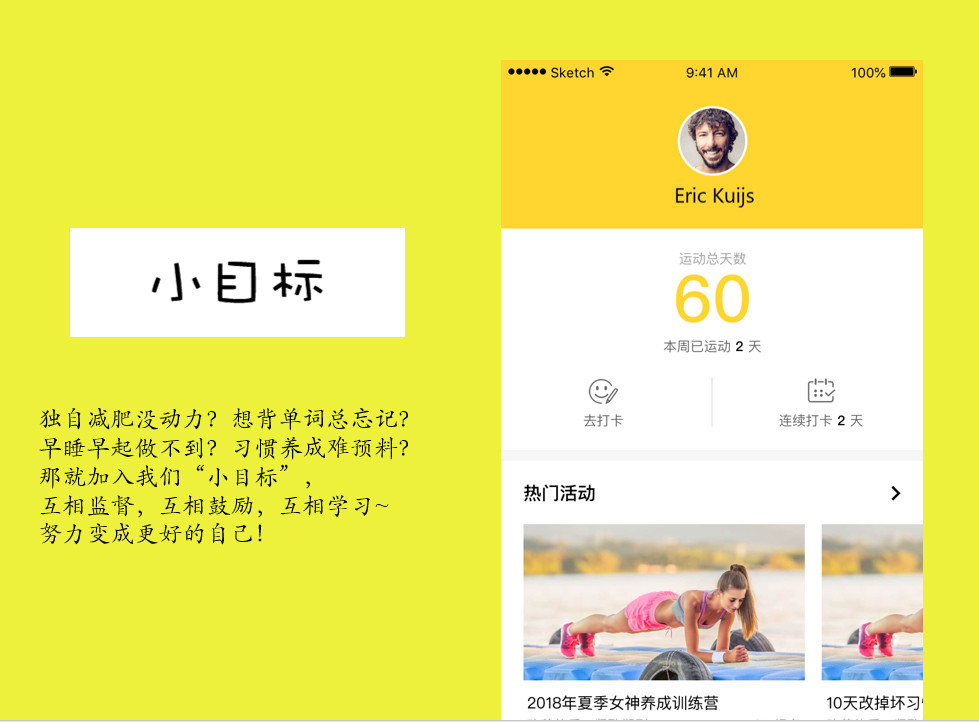 小目标
独自减肥没动力？想背单词总忘记？
早睡早起做不到？习惯养成难预料？
那就加入我们“小目标”，
互相监督，互相鼓励，互相学习~
努力变成更好的自己！
Sketch 9:41 AM 100%
Eric Kuijs
运动总天数
60
本周已运动 2 天
去打卡
连续打卡 2 天
热门活动
2018年夏季女神养成训练营
10天改掉坏习